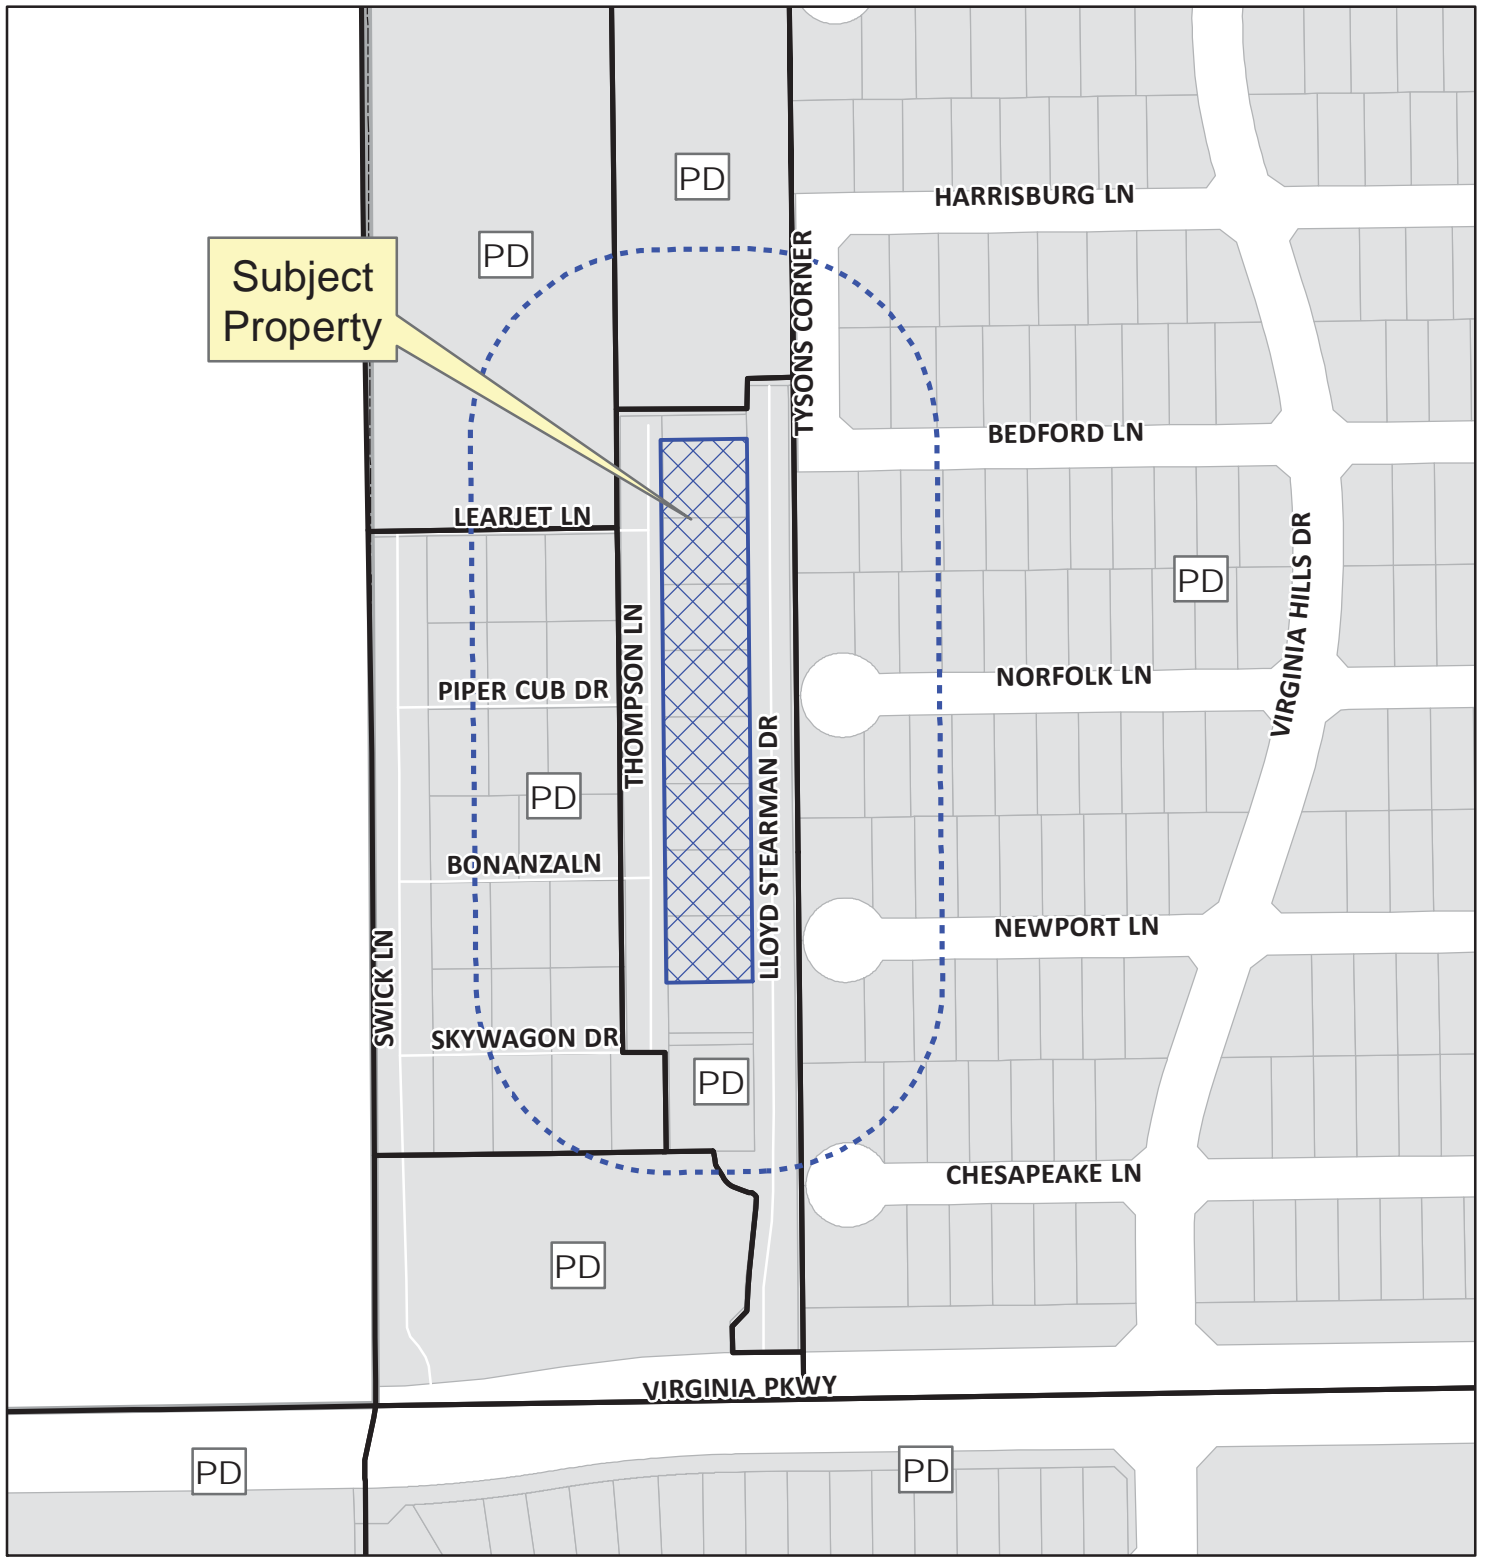 PD
HARRISBURG LN
PD
Subject
Property
TYSONS CORNER
BEDFORD LN
LEARJET LN
VIRGINIA HILLS DR
PD
THOMPSON LN
NORFOLK LN
PIPER CUB DR
LLOYD STEARMAN DR
PD
BONANZALN
NEWPORT LN
SWICK LN
SKYWAGON DR
PD
CHESAPEAKE LN
PD
VIRGINIA PKWY
PD
PD